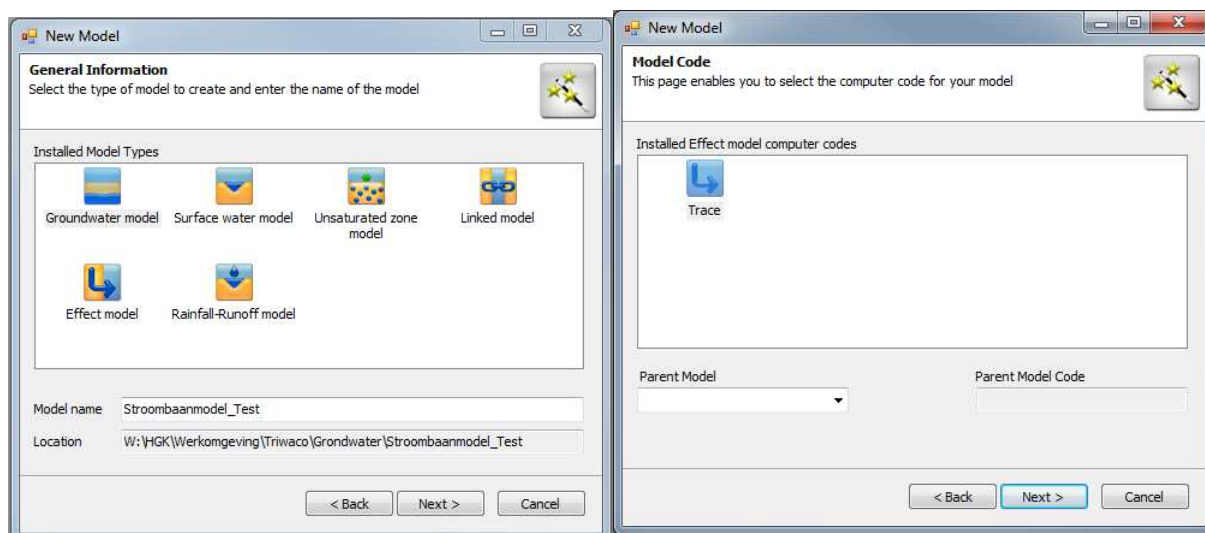 New Model
General Information
Select the type of model to create and enter the name of the model
Installed Model Types
Groundwater model Surface water model Unsaturated zone model Linked model
Effect model Rainfall-Runoff model
Model name Stroombaanmodel_Test
Location W:\HGK\Werkomgeving\Triwaco\Grondwater\Stroombaanmodel_Test
< Back Next > Cancel
New Model
Model Code
This page enables you to select the computer code for your model
Installed Effect model computer codes
Trace
Parent Model Parent Model Code
< Back Next > Cancel